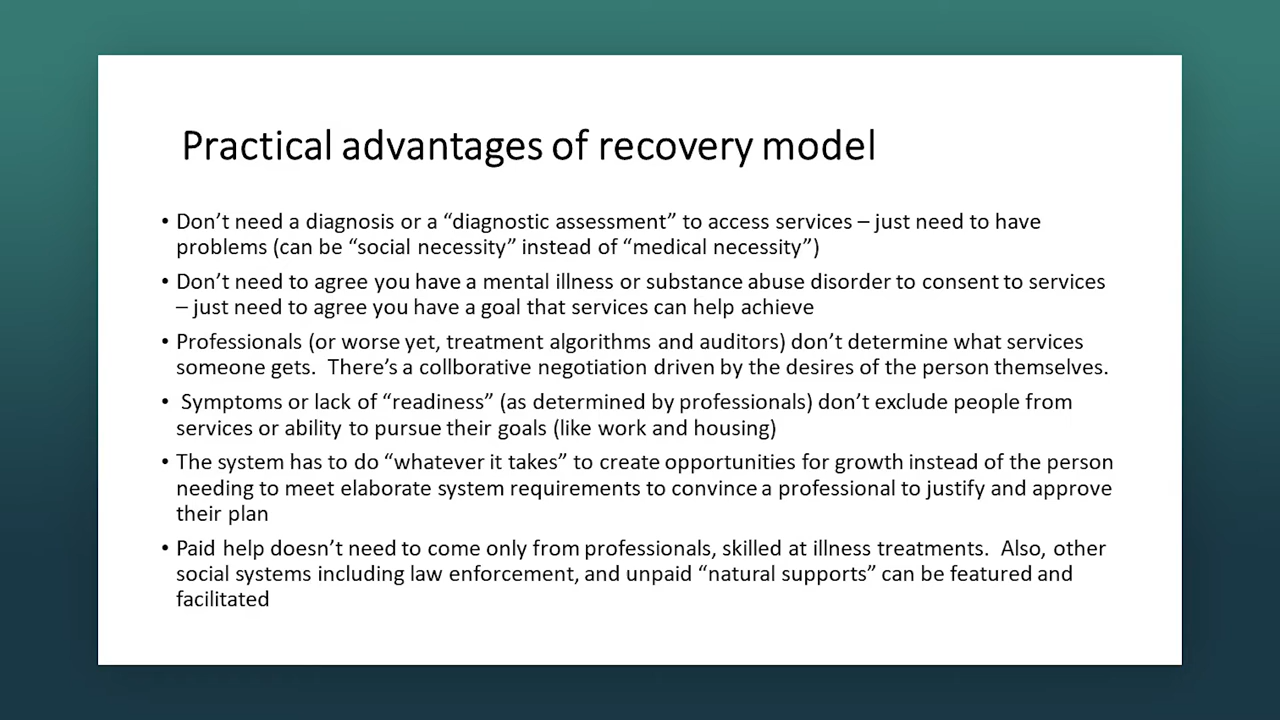 Practical advantages of recovery model
• Don’t need a diagnosis or a “diagnostic assessment” to access services – just need to have
problems (can be “social necessity” instead of “medical necessity”)
• Don’t need to agree you have a mental illness or substance abuse disorder to consent to services
– just need to agree you have a goal that services can help achieve
• Professionals (or worse yet, treatment algorithms and auditors) don’t determine what services
someone gets.  There’s a collborative negotiation driven by the desires of the person themselves.
•  Symptoms or lack of “readiness” (as determined by professionals) don’t exclude people from
services or ability to pursue their goals (like work and housing)
• The system has to do “whatever it takes” to create opportunities for growth instead of the person
needing to meet elaborate system requirements to convince a professional to justify and approve
their plan
• Paid help doesn’t need to come only from professionals, skilled at illness treatments.  Also, other
social systems including law enforcement, and unpaid “natural supports” can be featured and
facilitated